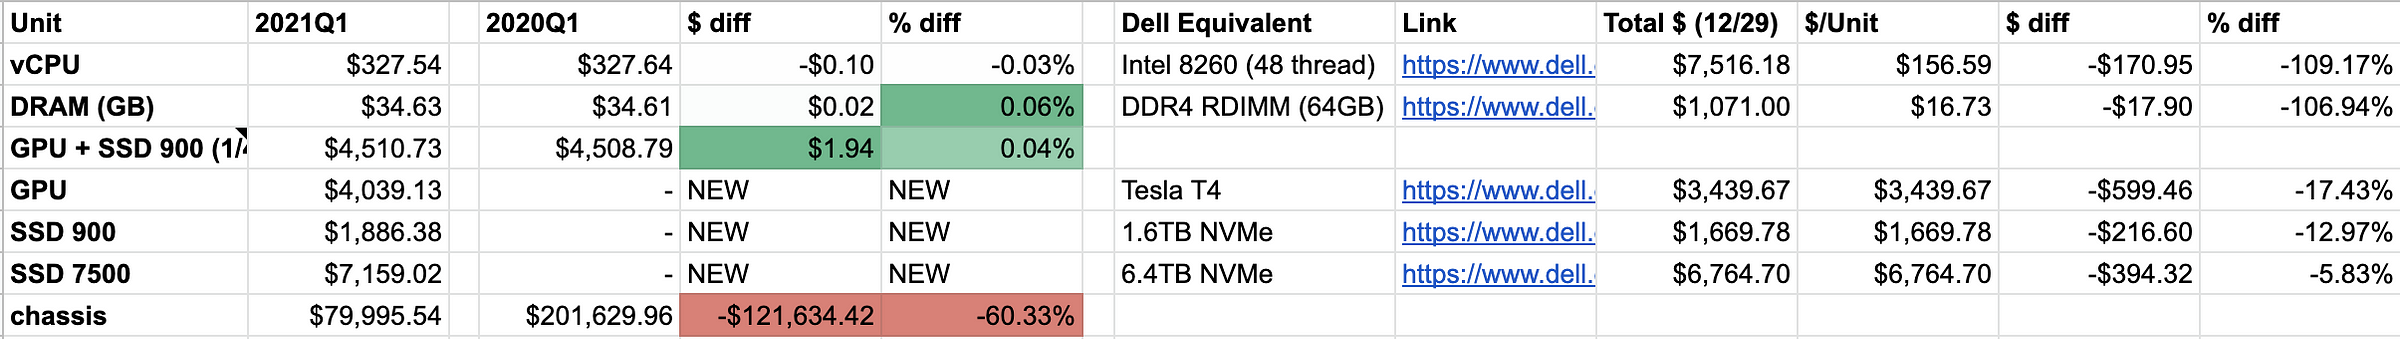 Unit 2021Q1 2020Q1 $ diff % diff Dell Equivalent Link Total $ (12/29) $/Unit $ diff % diff
vCPU $327.54 $327.64 -$0.10 -0.03% Intel 8260 (48 thread) https://www.dell. $7,516.18 $156.59 -$170.95 -109.17%
DRAM (GB) $34.63 $34.61 $0.02 0.06% DDR4 RDIMM (64GB) https://www.dell. $1,071.00 $16.73 -$17.90 -106.94%
GPU + SSD 900 (1/ $4,510.73 $4,508.79 $1.94 0.04%
GPU $4,039.13 - NEW NEW Tesla T4 https://www.dell. $3,439.67 $3,439.67 -$599.46 -17.43%
SSD 900 $1,886.38 - NEW NEW 1.6TB NVMe https://www.dell. $1,669.78 $1,669.78 -$216.60 -12.97%
SSD 7500 $7,159.02 - NEW NEW 6.4TB NVMe https://www.dell. $6,764.70 $6,764.70 -$394.32 -5.83%
chassis $79,995.54 $201,629.96 -$121,634.42 -60.33%